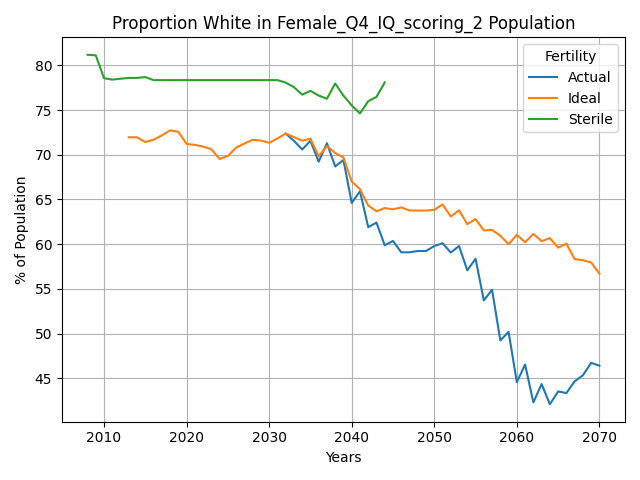 Proportion White in Female_Q4_IQ_scoring_2 Population
Fertility
Actual
Ideal
Sterile
% of Population
80
75
70
65
60
55
50
45
2010 2020 2030 2040 2050 2060 2070
Years